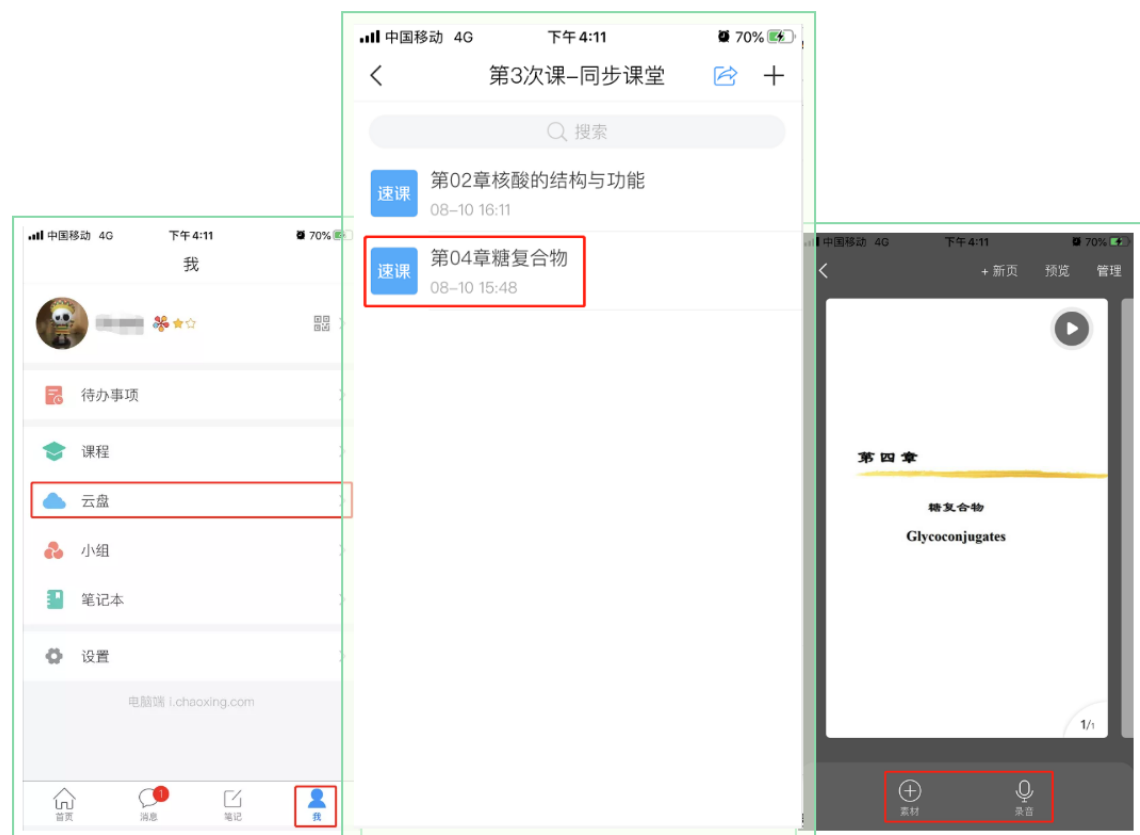 中国移动 4G 下午4:11 70%
我
待办事项
课程
云盘
小组
笔记本
设置
电脑端 i.chaoxing.com
1
首页 消息 笔记 我
中国移动 4G 下午4:11 70%
第3次课-同步课堂
搜索
速课
第02章核酸的结构与功能
08-10 16:11
速课
第04章糖复合物
08-10 15:48
中国移动 4G 下午4:11 70%
+ 新页 预览 管理
第四章
糖复合物
Glycoconjugates
1/1
素材 录音